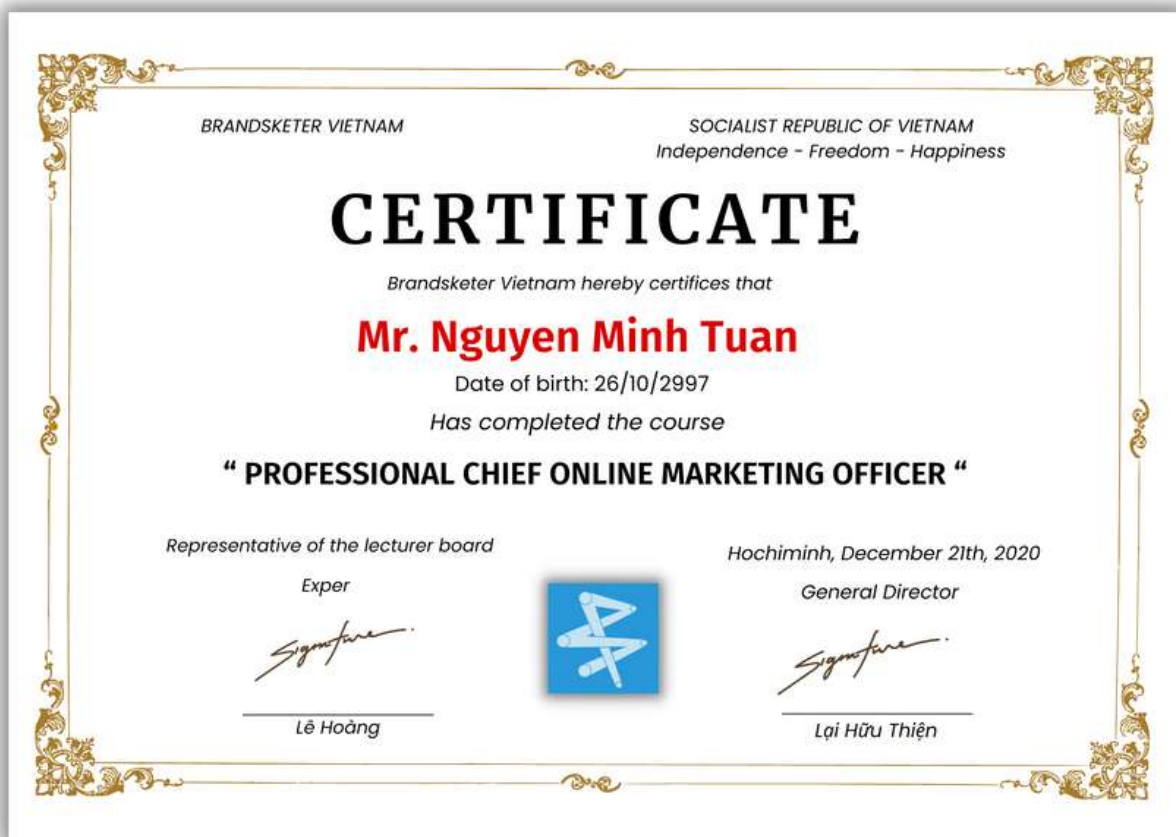 BRANDSKETER VIETNAM
SOCIALIST REPUBLIC OF VIETNAM
Independence - Freedom - Happiness
CERTIFICATE
Brandsketer Vietnam hereby certifices that
Mr. Nguyen Minh Tuan
Date of birth: 26/10/2997
Has completed the course
“ PROFESSIONAL CHIEF ONLINE MARKETING OFFICER “
Representative of the lecturer board
Exper
Signature
Lê Hoàng
Hochiminh, December 21th, 2020
General Director
Signature
Lại Hữu Thiện